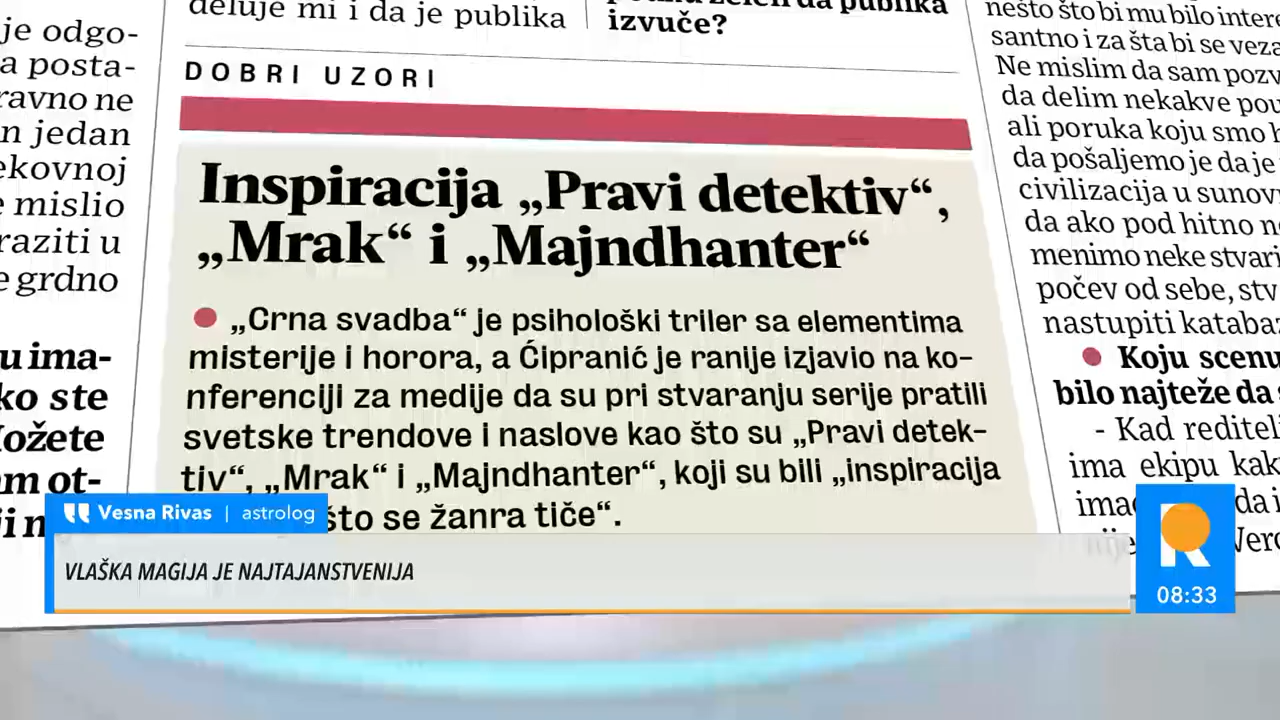 je odgo-
a posta-
ravno ne
n jedan
ekovnoj
e mislio
raziti u
e grdno
u ima-
ko ste
Možete
am ot-
ji
deluje mi i da je publika
da publika
izvuče?
DOBRI UZORI
Inspiracija „Pravi detektiv“,
„Mrak“ i „Majndhanter“
„Crna svadba“ je psihološki triler sa elementima
misterije i horora, a Ćipranić je ranije izjavio na ko-
nferenciji za medije da su pri stvaranju serije pratili
svetske trendove i naslove kao što su „Pravi detek-
tiv“, „Mrak“ i „Majndhanter“, koji su bili „inspiracija
što se žanra tiče“.
nešto što bi mu bilo intere
santno i za šta bi se veza
Ne mislim da sam pozv
da delim nekakve pou
ali poruka koju smo h
da pošaljemo je da je
civilizacija u sunov
da ako pod hitno n
menimo neke stvari
počev od sebe, stv
nastupiti kataba
Koju scenu
bilo najteže da
- Kad reditelj
ima ekipu kak
ima da i
Vesna Rivas | astrolog
VLAŠKA MAGIJA JE NAJTAJANSTVENIJA
R
08:33